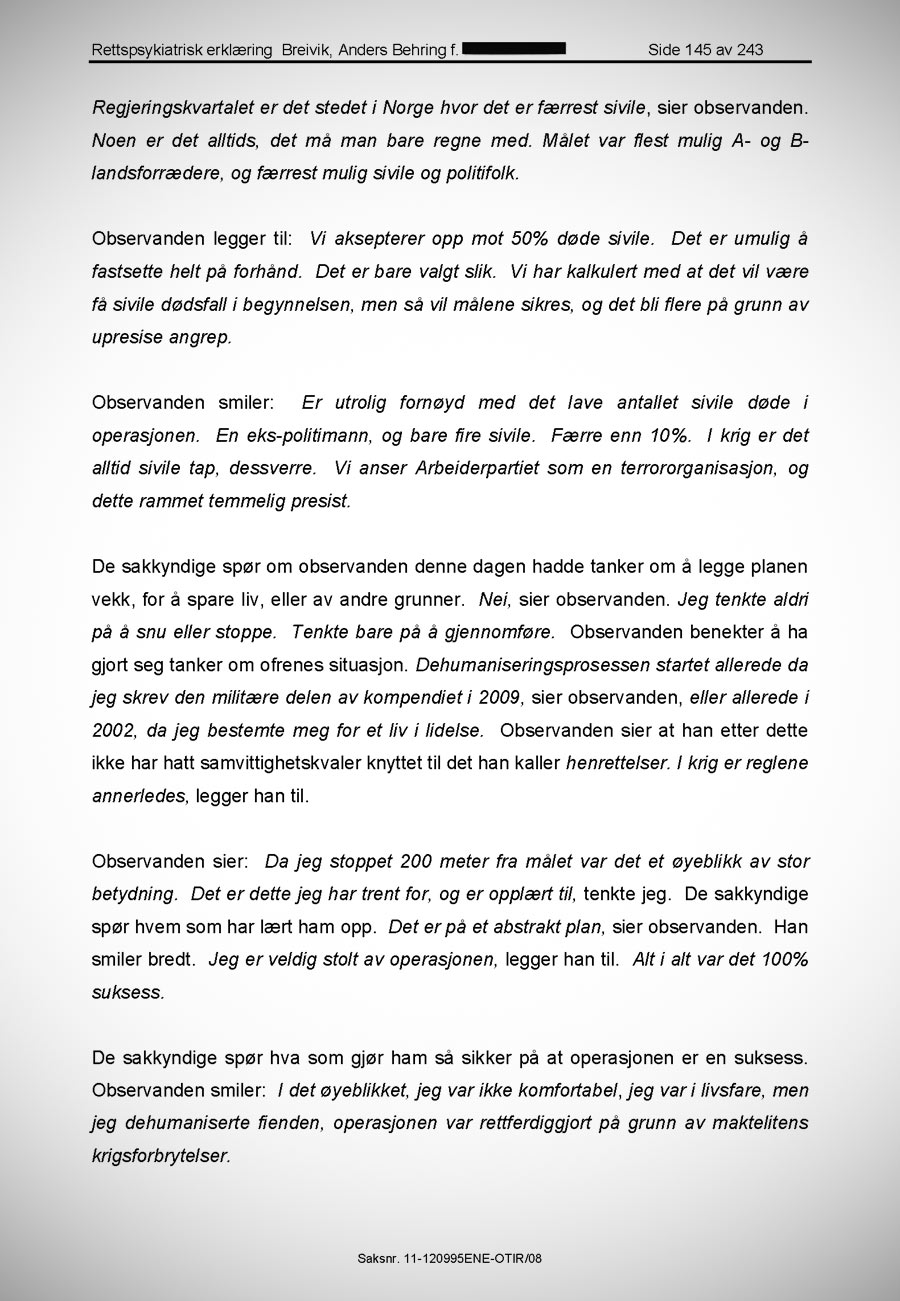 Rettspsykiatrisk erklæring Breivik, Anders Behring f. Side 145 av 243
Regjeringskvartalet er det stedet i Norge hvor det er færrest sivile, sier observanden.
Noen er det alltids, det må man bare regne med. Målet var flest mulig A- og B-
landsforrædere, og færrest mulig sivile og politifolk.
Observanden legger til: Vi aksepterer opp mot 50% døde sivile. Det er umulig å
fastsette helt på forhånd. Det er bare valgt slik. Vi har kalkulert med at det vil være
få sivile dødsfall i begynnelsen, men så vil målene sikres, og det bli flere på grunn av
upresise angrep.
Observanden smiler: Er utrolig fornøyd med det lave antallet sivile døde i
operasjonen. En eks-politimann, og bare fire sivile. Færre enn 10%. I krig er det
alltid sivile tap, dessverre. Vi anser Arbeiderpartiet som en terrororganisasjon, og
dette rammet temmelig presist.
De sakkyndige spør om observanden denne dagen hadde tanker om å legge planen
vekk, for å spare liv, eller av andre grunner. Nei, sier observanden. Jeg tenkte aldri
på å snu eller stoppe. Tenkte bare på å gjennomføre. Observanden benekter å ha
gjort seg tanker om ofrenes situasjon. Dehumaniseringsprosessen startet allerede da
jeg skrev den militære delen av kompendiet i 2009, sier observanden, eller allerede i
2002, da jeg bestemte meg for et liv i lidelse. Observanden sier at han etter dette
ikke har hatt samvittighetskvaler knyttet til det han kaller henrettelser. I krig er reglene
annerledes, legger han til.
Observanden sier: Da jeg stoppet 200 meter fra målet var det et øyeblikk av stor
betydning. Det er dette jeg har trent for, og er opplært til, tenkte jeg. De sakkyndige
spør hvem som har lært ham opp. Det er på et abstrakt plan, sier observanden. Han
smiler bredt. Jeg er veldig stolt av operasjonen, legger han til. Alt i alt var det 100%
suksess.
De sakkyndige spør hva som gjør ham så sikker på at operasjonen er en suksess.
Observanden smiler: I det øyeblikket, jeg var ikke komfortabel, jeg var i livsfare, men
jeg dehumaniserte fienden, operasjonen var rettferdiggjort på grunn av maktelitens
krigsforbrytelser.
Saksnr. 11-120995ENE-OTIR/08